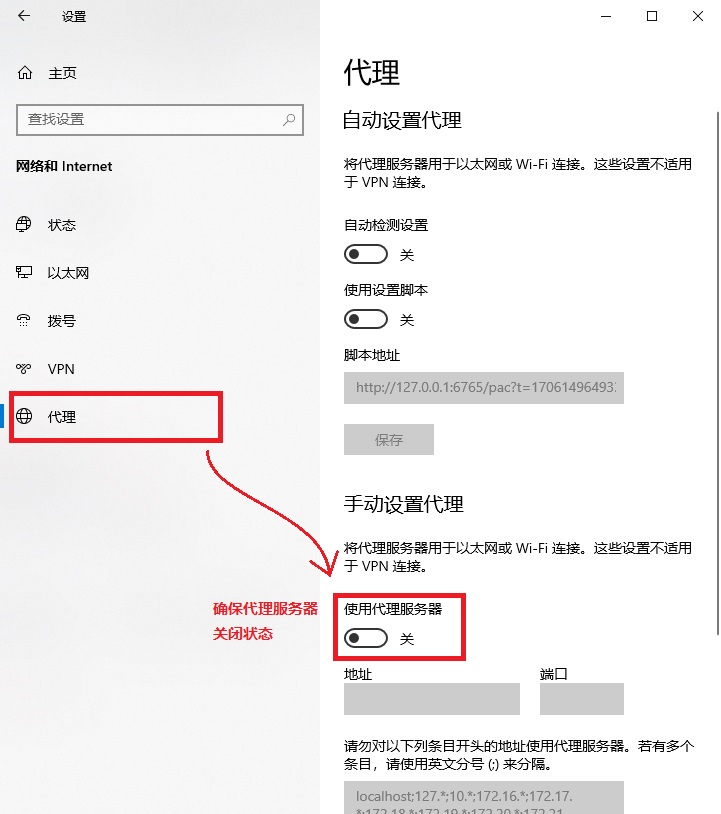 设置
主页
查找设置
网络和 Internet
状态
以太网
拨号
VPN
代理
代理
自动设置代理
将代理服务器用于以太网或 Wi-Fi 连接。这些设置不适用
于 VPN 连接。
自动检测设置
关
使用设置脚本
关
脚本地址
http://127.0.0.1:6765/pac?t=17061496493
保存
手动设置代理
将代理服务器用于以太网或 Wi-Fi 连接。这些设置不适用
于 VPN 连接。
确保代理服务器
关闭状态
使用代理服务器
关
地址 端口
请勿对以下列条目开头的地址使用代理服务器。若有多个
条目，请使用英文分号 (;) 来分隔。
localhost;127.*;10.*;172.16.*;172.17.
*;172.18.*;172.19.*;172.20.*;172.21